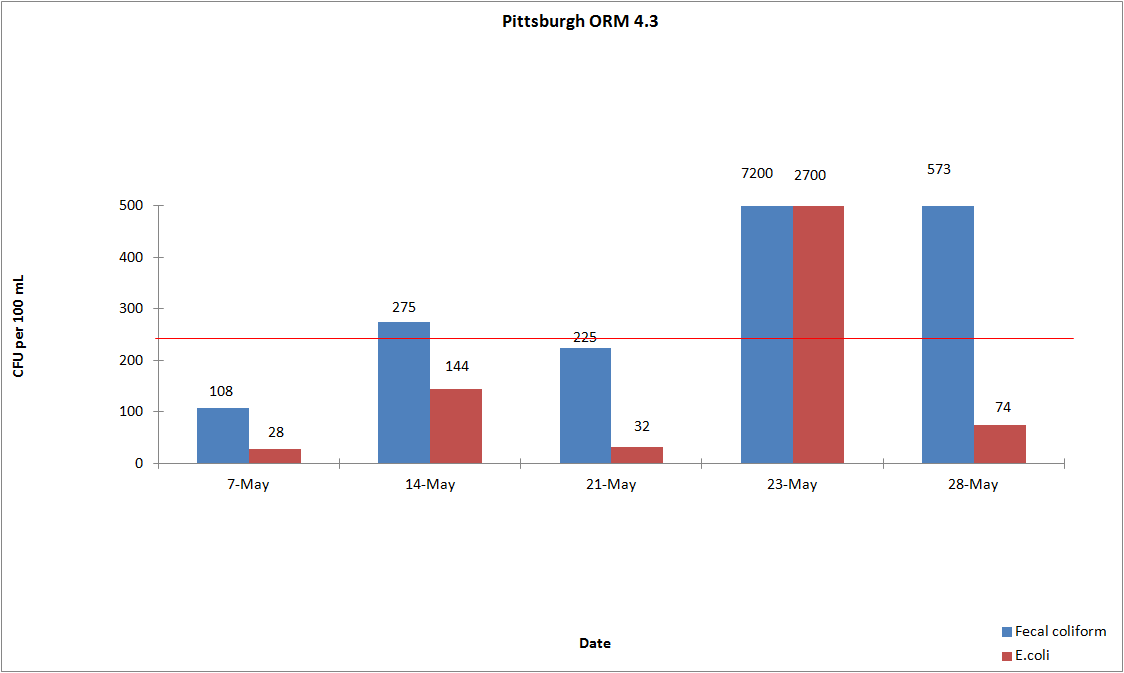 Pittsburgh ORM 4.3
7200
2700
573
500
400
300
200
100
0
275
225
144
108
28
32
74
CFU per 100 mL
7-May
14-May
21-May
23-May
28-May
Date
Fecal coliform
E.coli